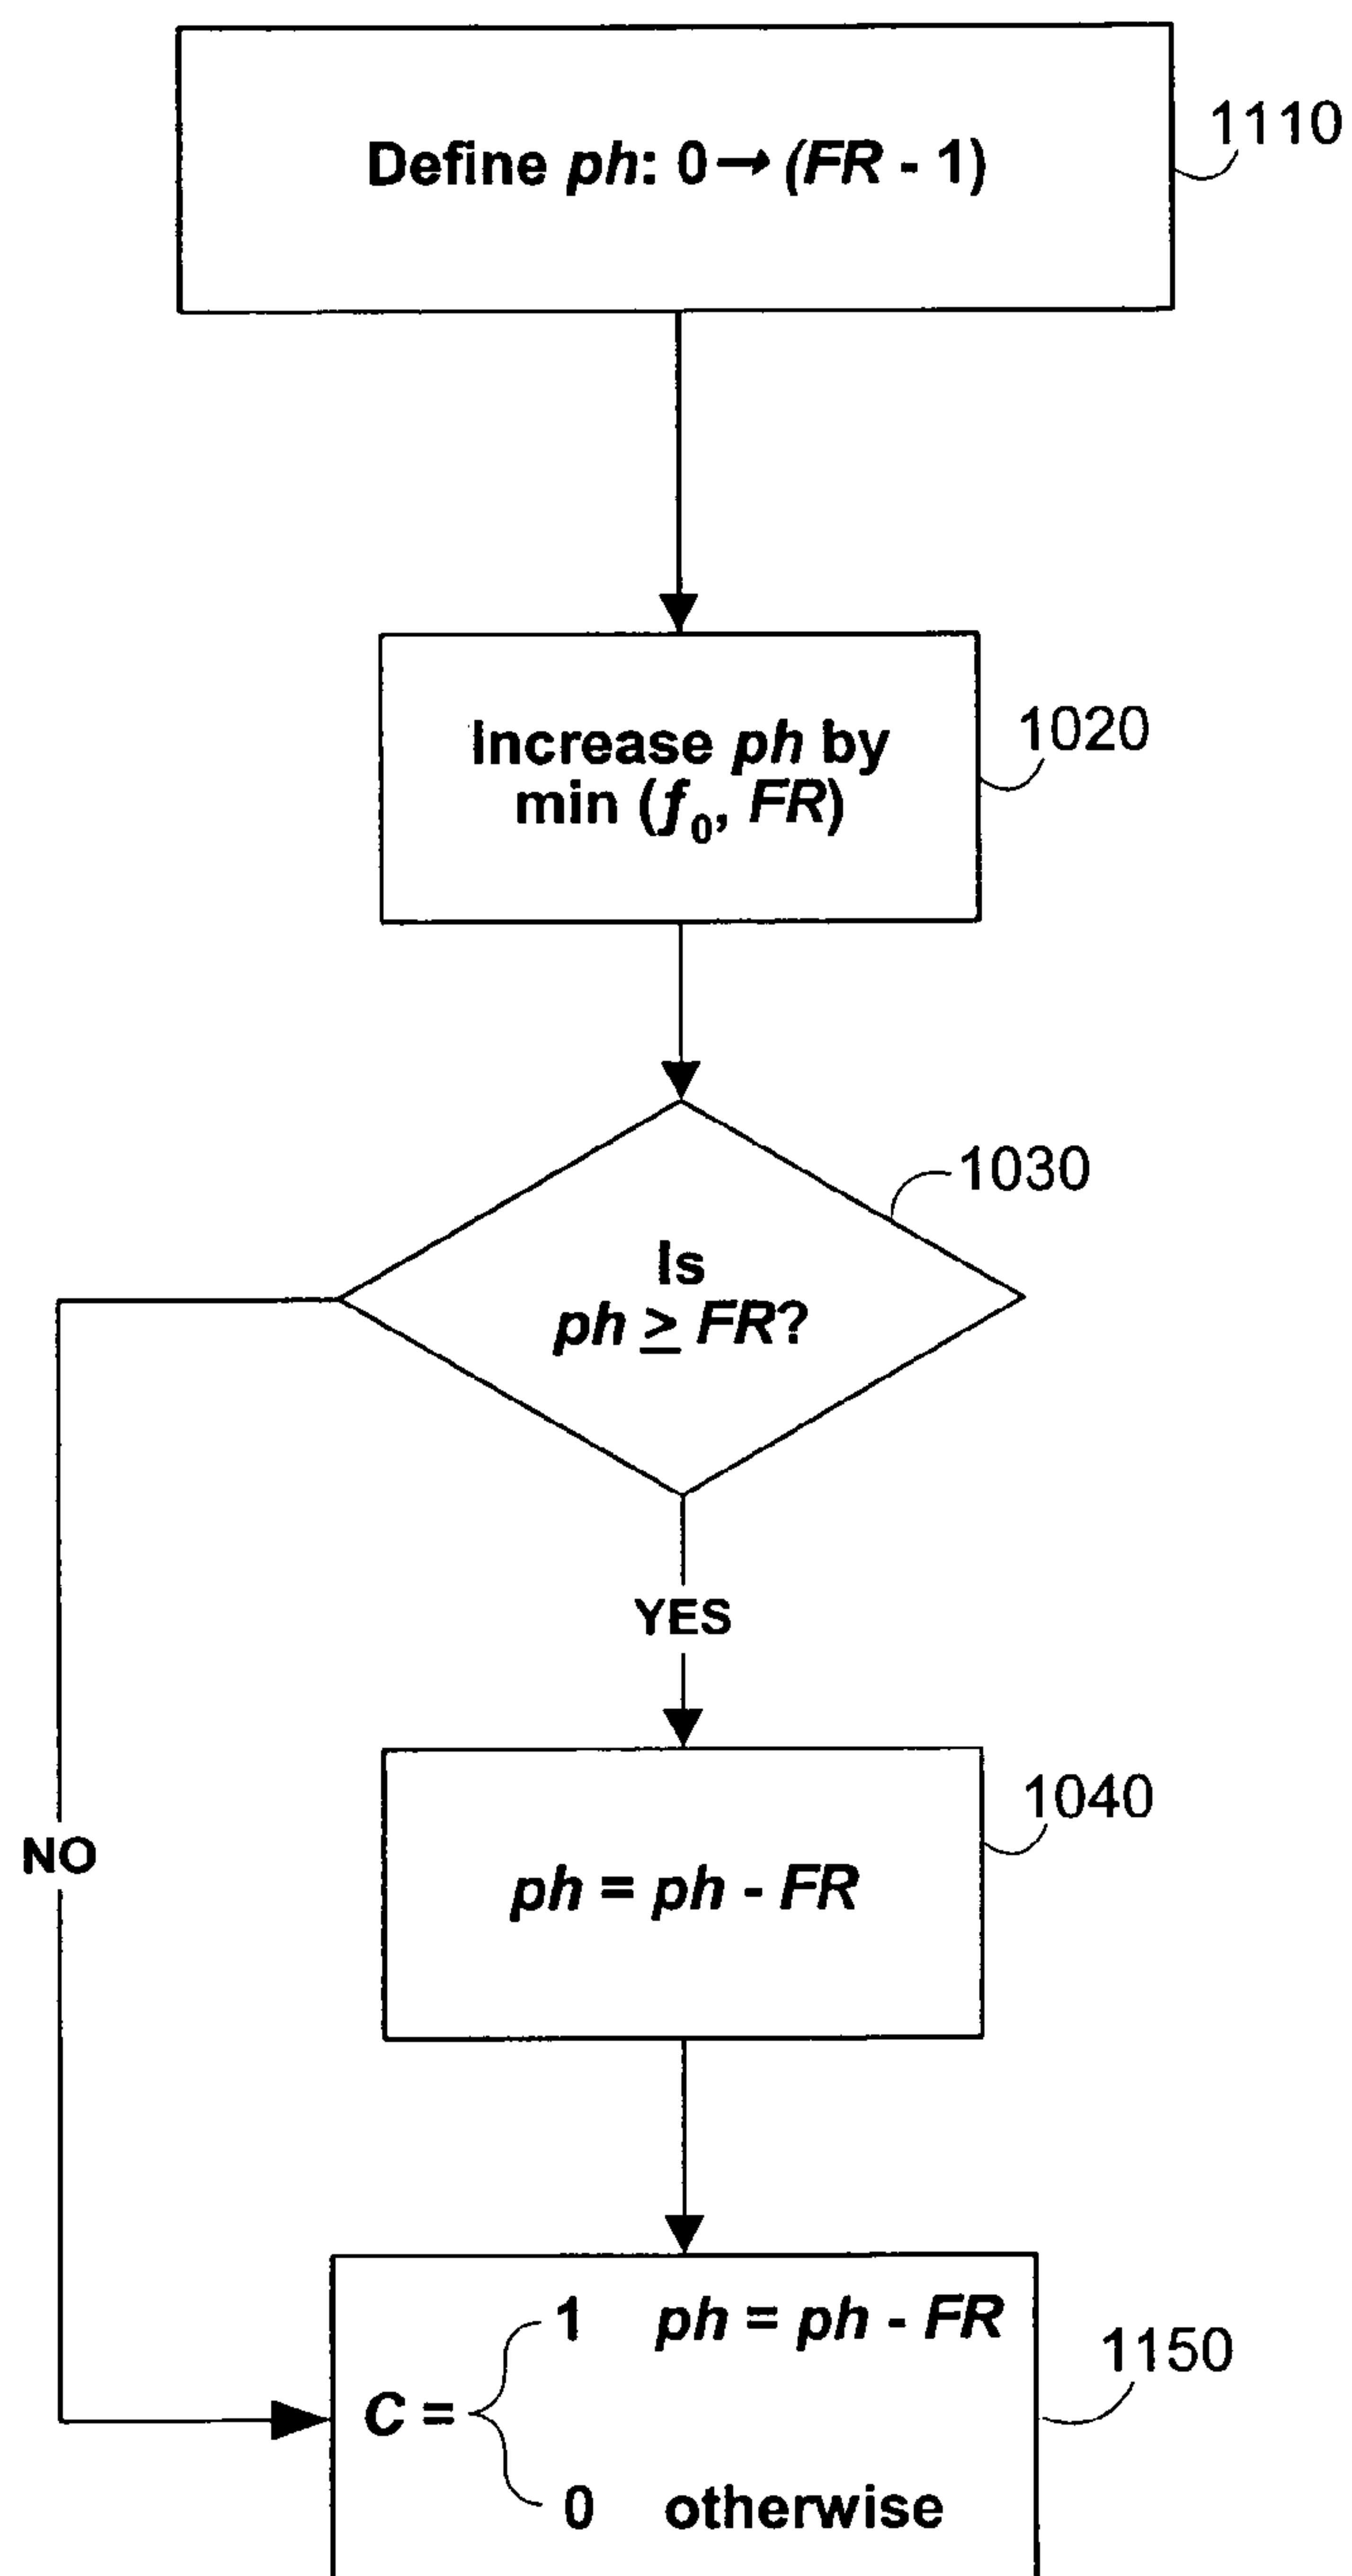 Define ph: 0→ (FR - 1)
1110
Increase ph by
min (f₀, FR)
1020
1030
Is
ph ≥ FR?
YES
NO
1040
ph = ph - FR
1 ph = ph - FR
C =
0 otherwise
1150